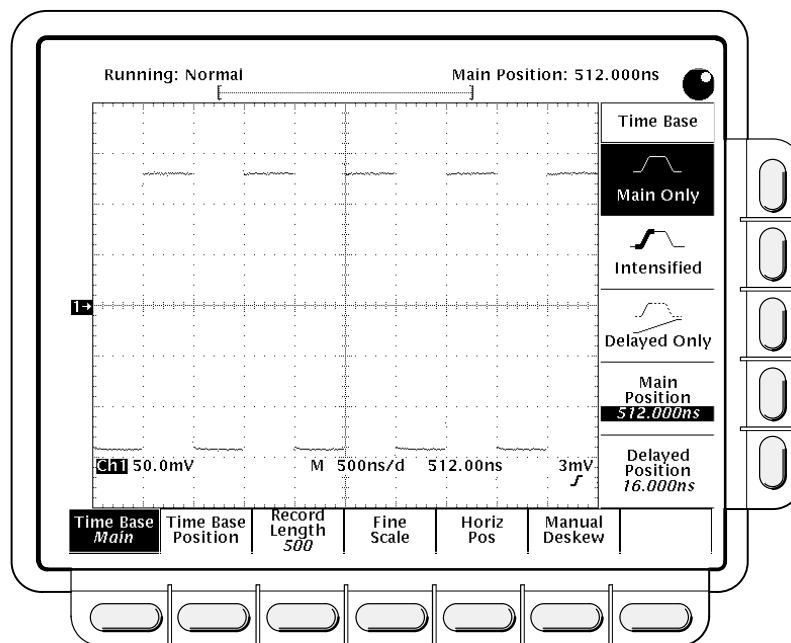 Running: Normal
Main Position: 512.000ns
Time Base
Main Only
Intensified
Delayed Only
Main
Position
512.000ns
Delayed
Position
16.000ns
1→
Ch1 50.0mV
M 500ns/d
512.00ns
3mV
Time Base
Main
Time Base
Position
Record
Length
500
Fine
Scale
Horiz
Pos
Manual
Deskew